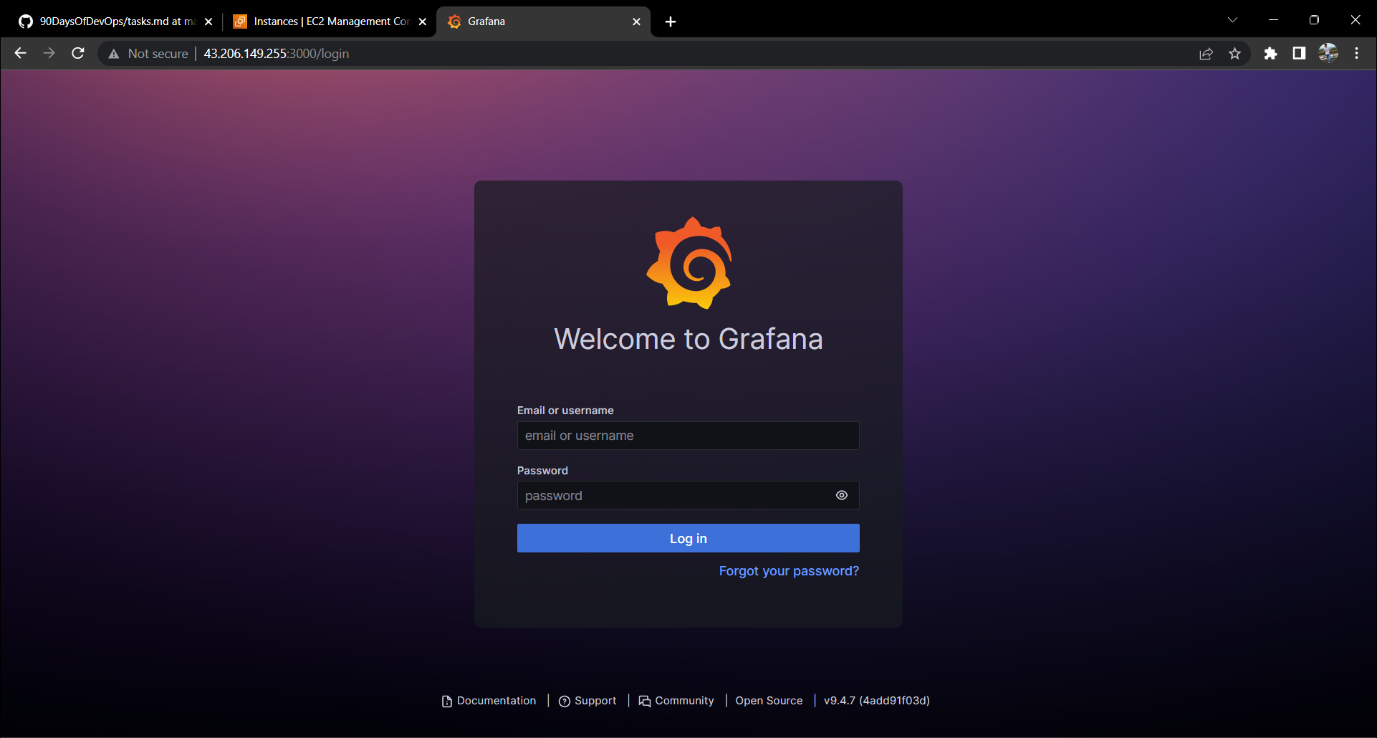 90DaysOfDevOps/tasks.md at ma
Instances | EC2 Management Con
Grafana
Not secure | 43.206.149.255:3000/login
Welcome to Grafana
Email or username
email or username
Password
password
Log in
Forgot your password?
Documentation | Support | Community | Open Source | v9.4.7 (4add91f03d)